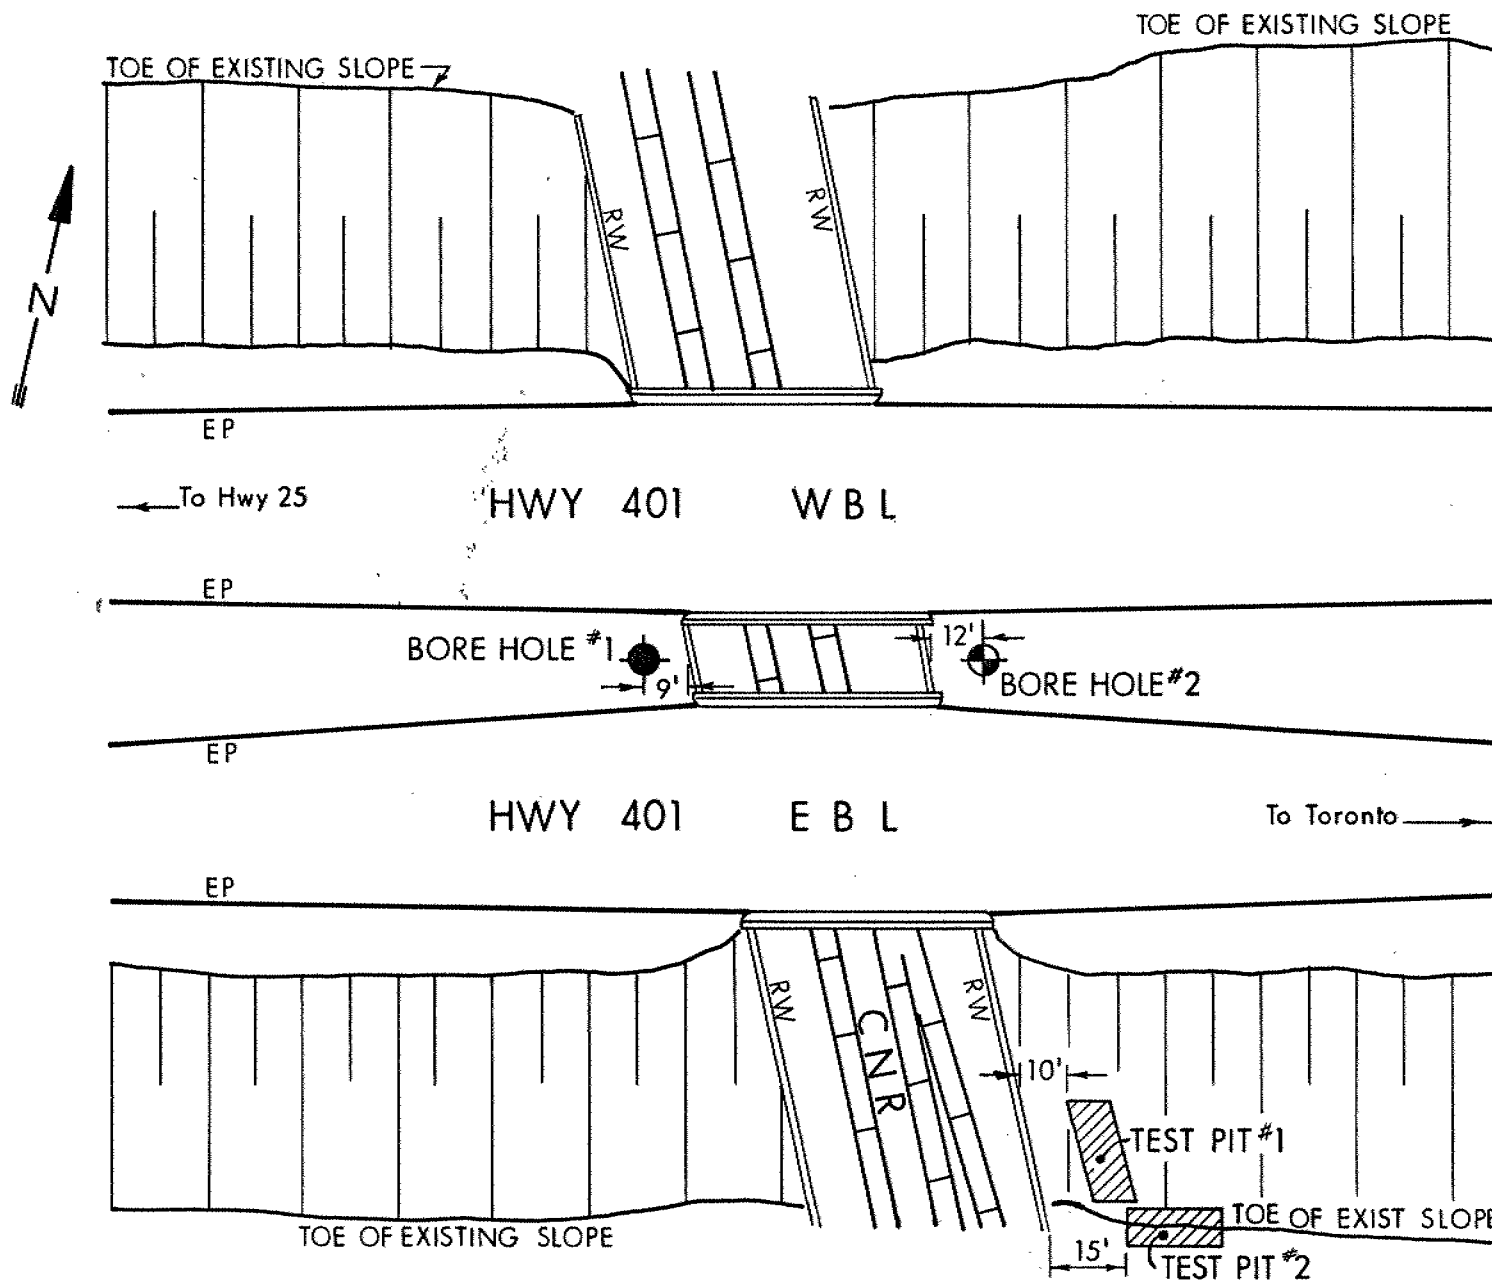 TOE OF EXISTING SLOPE
TOE OF EXISTING SLOPE
RW
RW
N
EP
To Hwy 25
HWY 401 WBL
EP
BORE HOLE #1
12'
9'
BORE HOLE #2
EP
HWY 401 EBL
To Toronto
EP
RW
RW
CNR
10'
TEST PIT #1
TOE OF EXIST SLOPE
TOE OF EXISTING SLOPE
15'
TEST PIT #2